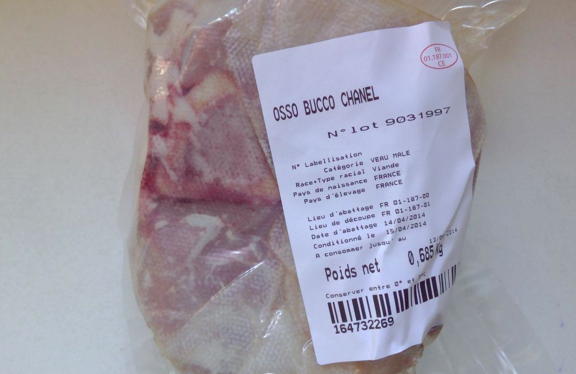 FR
01.187.001
CE
OSSO BUCCO CHANEL
N° lot 9031997
N° Labellisation
Catégorie VEAU MALE
Race+Type racial Viande
Pays de naissance FRANCE
Pays d'élevage FRANCE
Lieu d'abattage FR 01-187-00
Lieu de découpe FR 01-187-01
Date d'abattage 14/04/2014
Conditionné le 15/04/2014
A consommer jusqu' au
Poids net 0,685 kg
Conserver entre 0° et
164732269